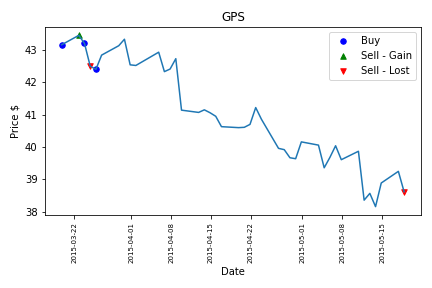 GPS
Buy
Sell - Gain
Sell - Lost
Price $
43
42
41
40
39
38
2015-03-22
2015-04-01
2015-04-08
2015-04-15
2015-04-22
2015-05-01
2015-05-08
2015-05-15
Date